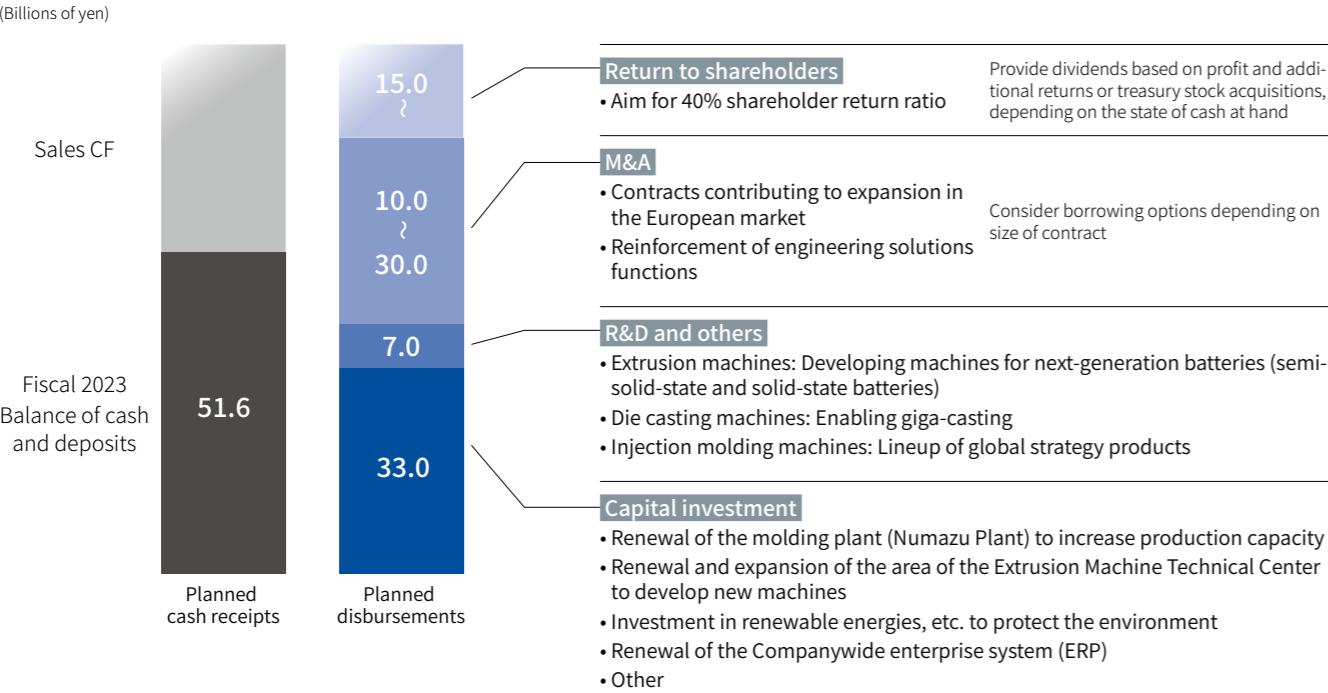 (Billions of yen)
Sales CF
Fiscal 2023
Balance of cash
and deposits
51.6
Planned
cash receipts
15.0
~
10.0
~
30.0
7.0
33.0
Planned
disbursements
Return to shareholders
• Aim for 40% shareholder return ratio
Provide dividends based on profit and addi-
tional returns or treasury stock acquisitions,
depending on the state of cash at hand
M&A
• Contracts contributing to expansion in
the European market
• Reinforcement of engineering solutions
functions
Consider borrowing options depending on
size of contract
R&D and others
• Extrusion machines: Developing machines for next-generation batteries (semi-
solid-state and solid-state batteries)
• Die casting machines: Enabling giga-casting
• Injection molding machines: Lineup of global strategy products
Capital investment
• Renewal of the molding plant (Numazu Plant) to increase production capacity
• Renewal and expansion of the area of the Extrusion Machine Technical Center
to develop new machines
• Investment in renewable energies, etc. to protect the environment
• Renewal of the Companywide enterprise system (ERP)
• Other